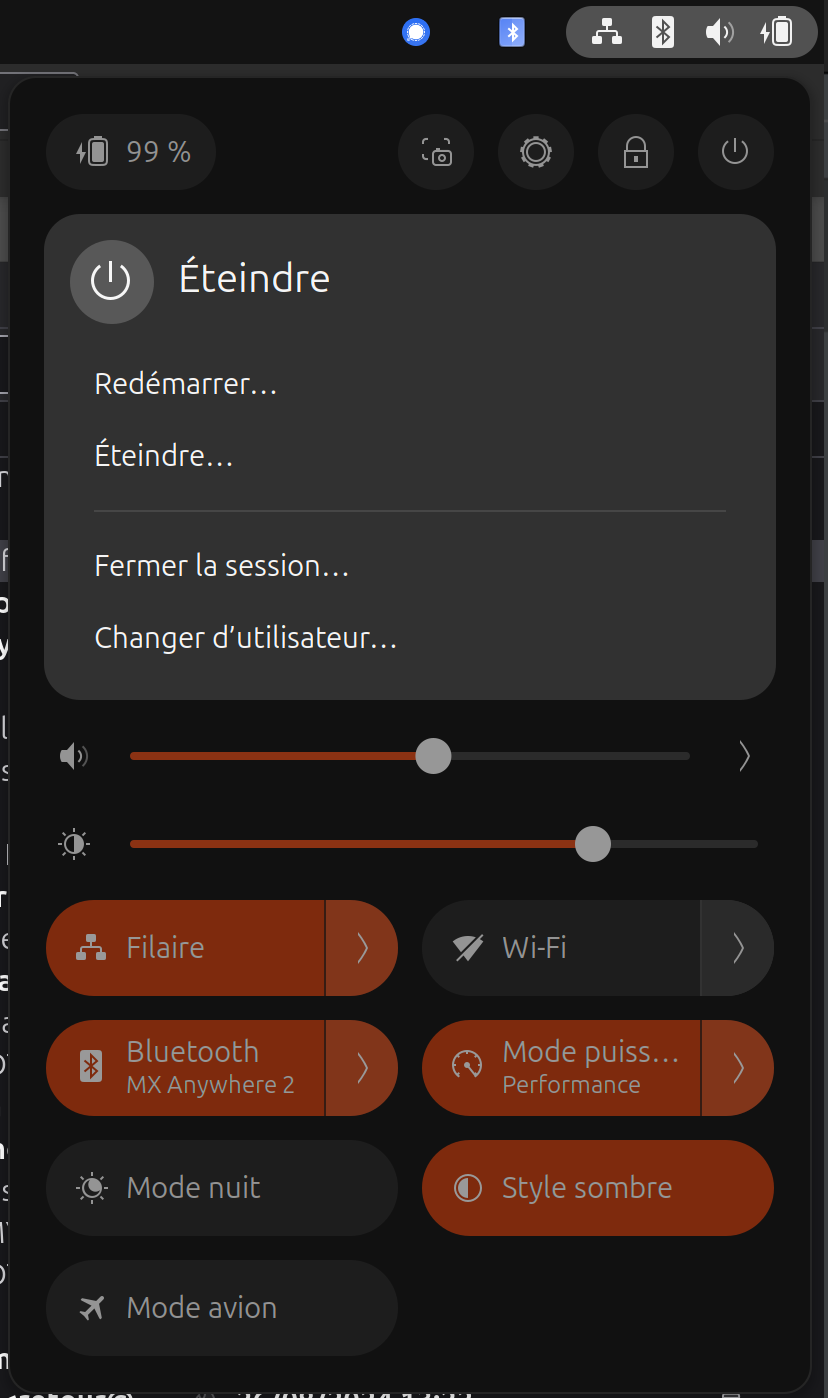 99 %
Éteindre
Redémarrer…
Éteindre…
Fermer la session…
Changer d’utilisateur…
Filaire
Wi-Fi
Bluetooth
MX Anywhere 2
Mode puiss…
Performance
Mode nuit
Style sombre
Mode avion